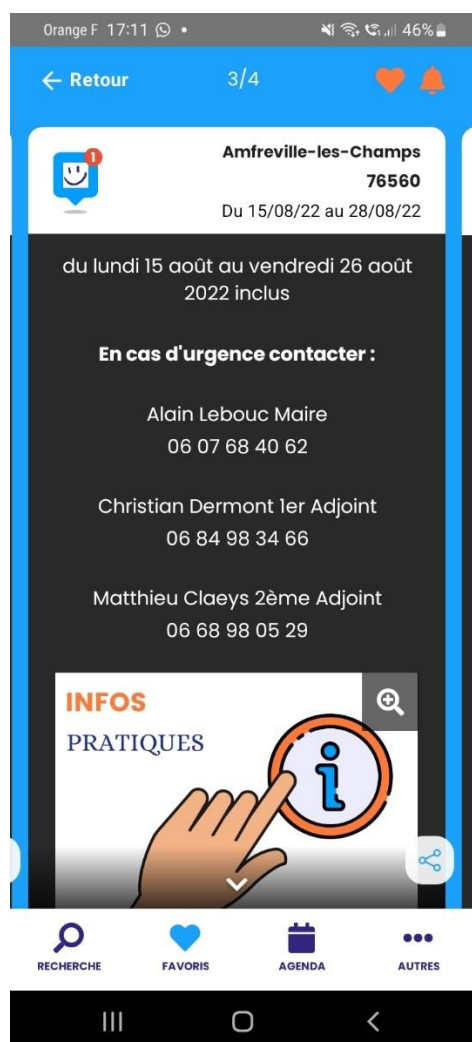 Orange F 17:11 46%
← Retour 3/4
1
Amfreville-les-Champs
76560
Du 15/08/22 au 28/08/22
du lundi 15 août au vendredi 26 août
2022 inclus
En cas d'urgence contacter :
Alain Lebouc Maire
06 07 68 40 62
Christian Dermont 1er Adjoint
06 84 98 34 66
Matthieu Claeys 2ème Adjoint
06 68 98 05 29
INFOS
PRATIQUES
i
RECHERCHE FAVORIS AGENDA AUTRES